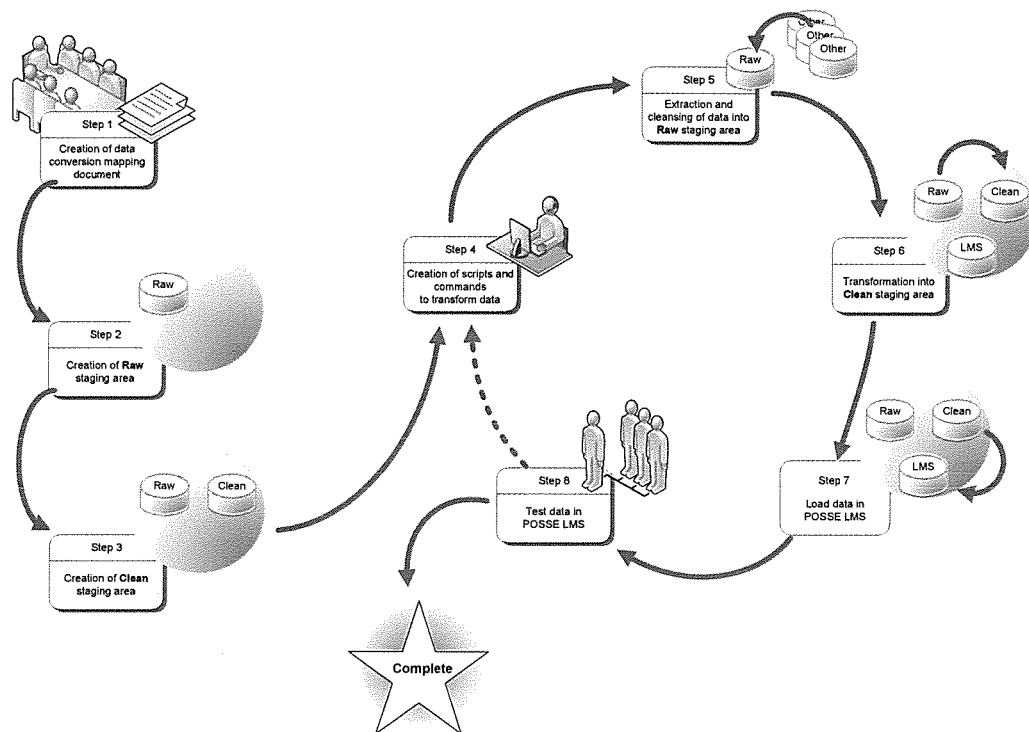 Step 1
Creation of data
conversion mapping
document
Raw
Step 2
Creation of Raw
staging area
Raw
Clean
Step 3
Creation of Clean
staging area
Step 4
Creation of scripts and
commands
to transform data
Other
Other
Other
Raw
Step 5
Extraction and
cleansing of data into
Raw staging area
Raw
Clean
LMS
Step 6
Transformation into
Clean staging area
Raw
Clean
LMS
Step 7
Load data in
POSSE LMS
Step 8
Test data in
POSSE LMS
Complete